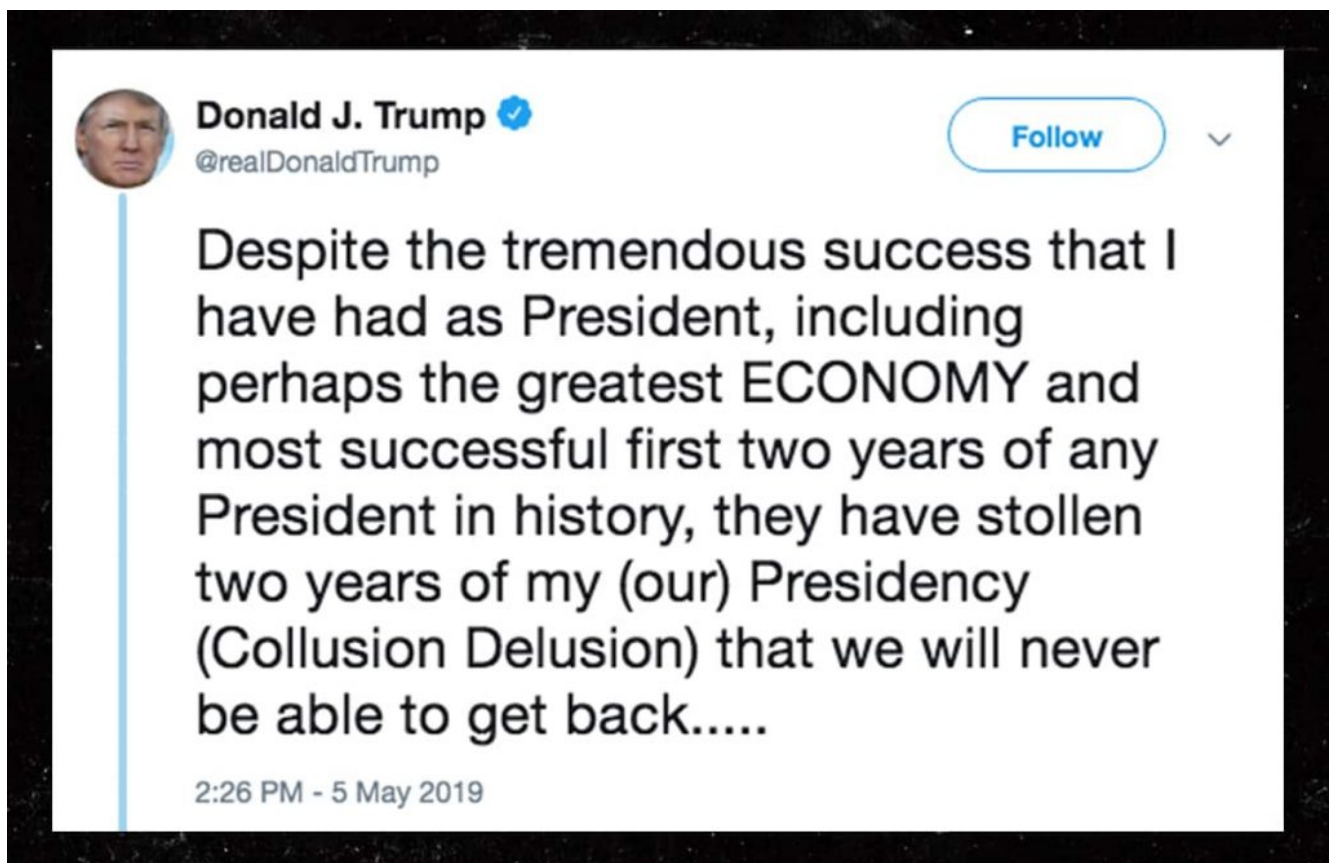 Donald J. Trump
@realDonaldTrump
Follow
Despite the tremendous success that I
have had as President, including
perhaps the greatest ECONOMY and
most successful first two years of any
President in history, they have stollen
two years of my (our) Presidency
(Collusion Delusion) that we will never
be able to get back.....
2:26 PM - 5 May 2019